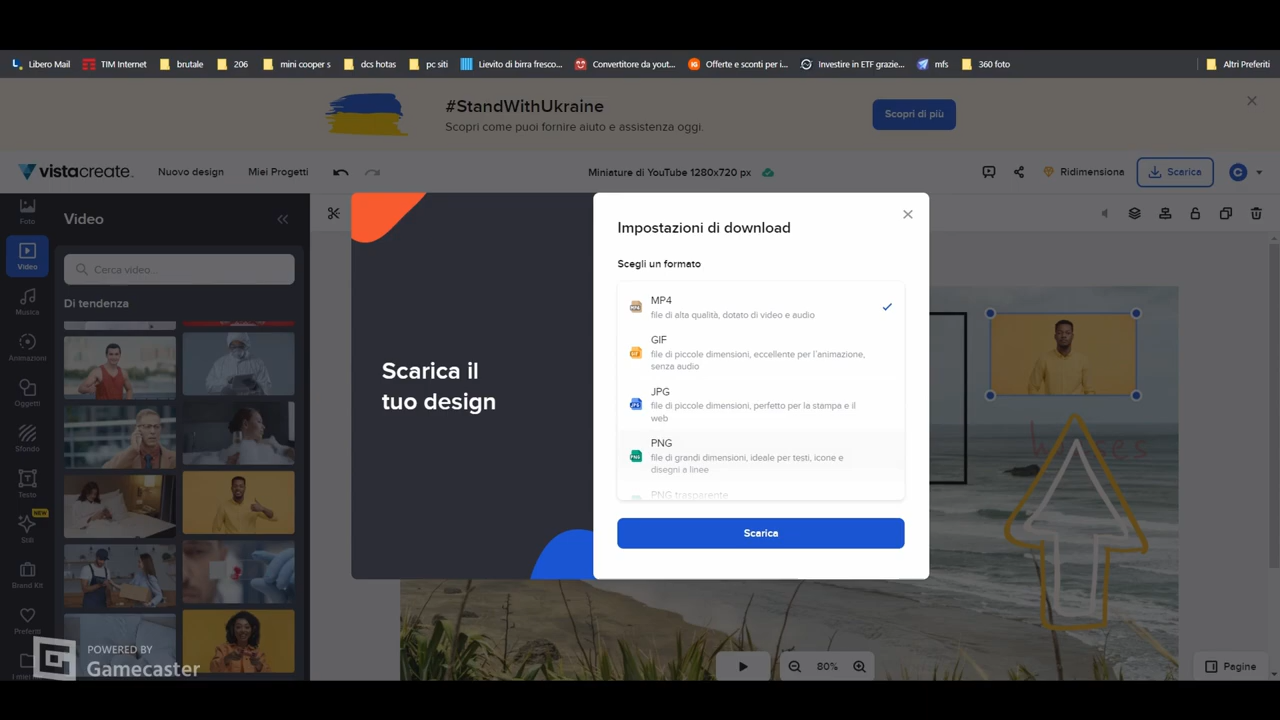 Libero Mail TIM Internet brutale 206 mini cooper s dcs hotas pc siti Lievito di birra fresco... Convertitore da yout... Offerte e sconti per i... Investire in ETF grazie... mfs 360 foto Altri Preferiti
#StandWithUkraine
Scopri come puoi fornire aiuto e assistenza oggi.
Scopri di più
vistacreate. Nuovo design Miei Progetti Miniature di YouTube 1280x720 px Ridimensiona Scarica C
Foto
Video
Musica
Animazioni
Oggetti
Sfondo
Testo
NEW
Stili
Brand Kit
Preferiti
Video
Cerca video...
Di tendenza
Scarica il
tuo design
Impostazioni di download
Scegli un formato
MP4
file di alta qualità, dotato di video e audio
GIF
file di piccole dimensioni, eccellente per l'animazione,
senza audio
JPG
file di piccole dimensioni, perfetto per la stampa e il
web
PNG
file di grandi dimensioni, ideale per testi, icone e
disegni a linee
PNG trasparente
Scarica
80%
Pagine
POWERED BY
Gamecaster